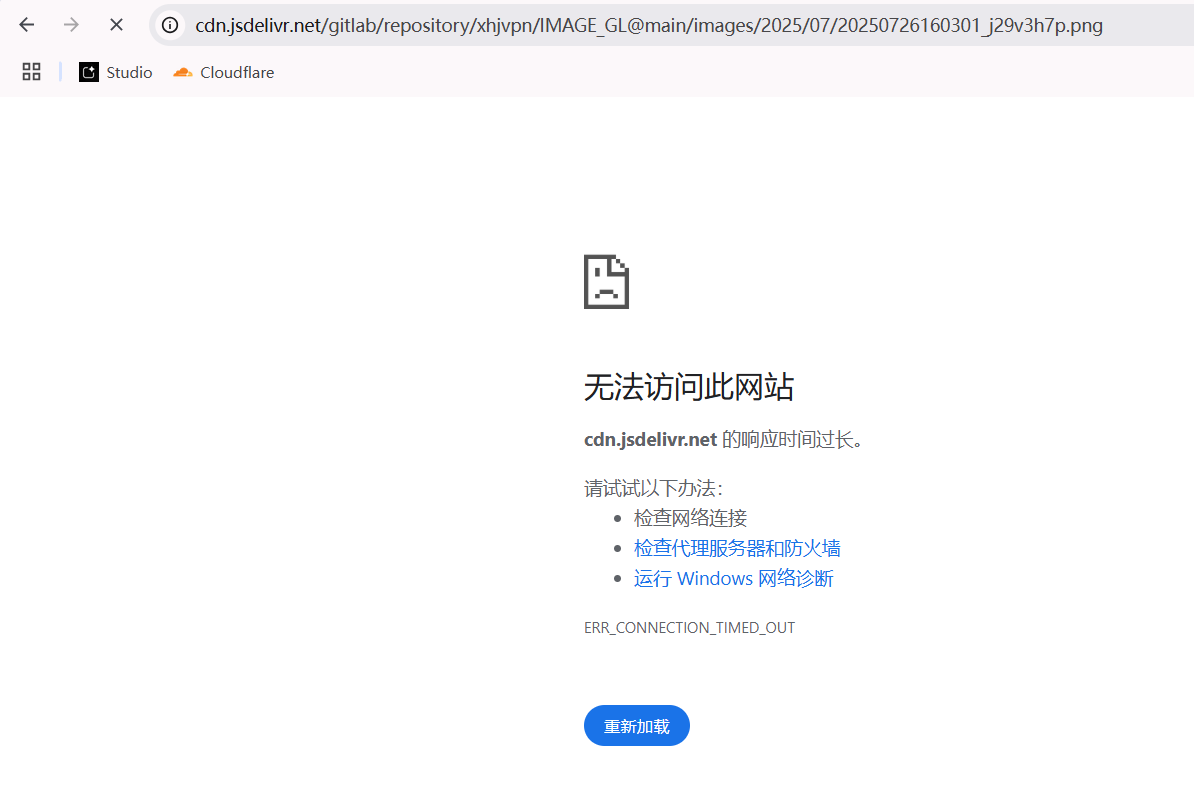 cdn.jsdelivr.net/gitlab/repository/xhjvpn/IMAGE_GL@main/images/2025/07/20250726160301_j29v3h7p.png
Studio
Cloudflare
无法访问此网站
cdn.jsdelivr.net 的响应时间过长。
请试试以下办法：
检查网络连接
检查代理服务器和防火墙
运行 Windows 网络诊断
ERR_CONNECTION_TIMED_OUT
重新加载